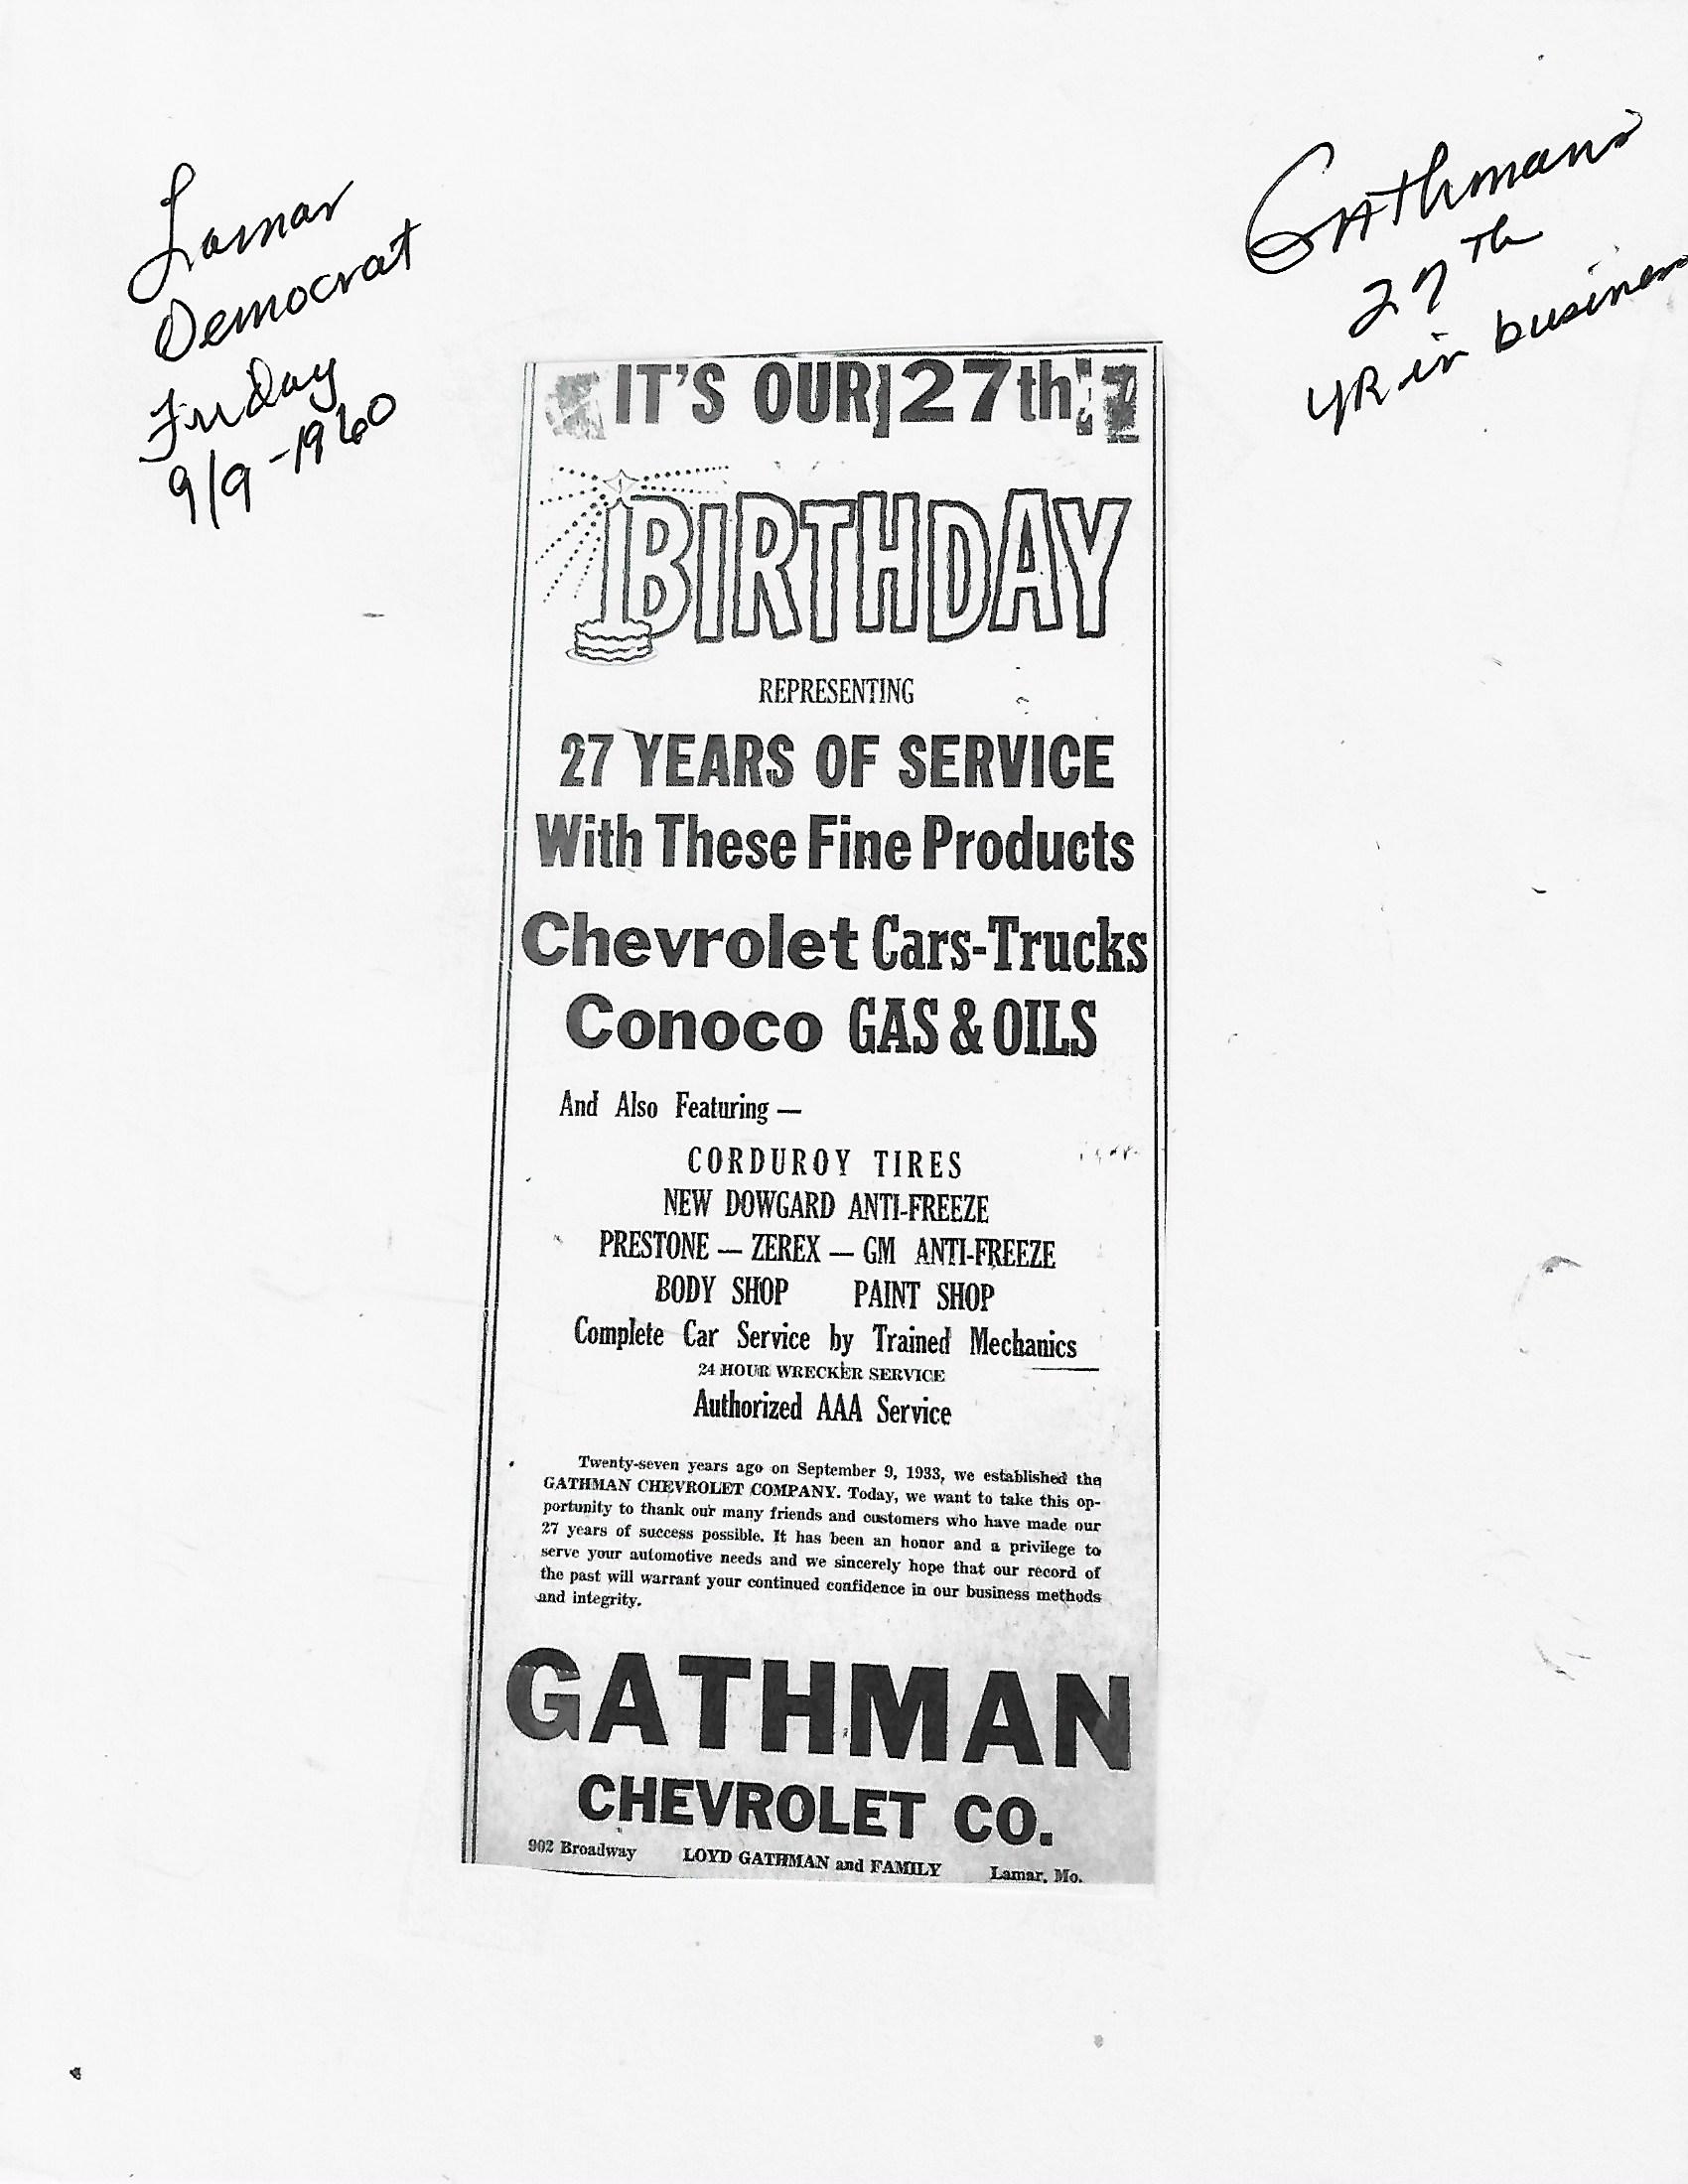 Lamar
Democrat
Friday
9/9-1960
Gathmans
27th
YR in business
IT'S OUR 27th
BIRTHDAY
REPRESENTING
27 YEARS OF SERVICE
With These Fine Products
Chevrolet Cars-Trucks
Conoco GAS & OILS
And Also Featuring —
CORDUROY TIRES
NEW DOWGARD ANTI-FREEZE
PRESTONE — ZEREX — GM ANTI-FREEZE
BODY SHOP PAINT SHOP
Complete Car Service by Trained Mechanics
24 HOUR WRECKER SERVICE
Authorized AAA Service
Twenty-seven years ago on September 9, 1933, we established the
GATHMAN CHEVROLET COMPANY. Today, we want to take this op-
portunity to thank our many friends and customers who have made our
27 years of success possible. It has been an honor and a privilege to
serve your automotive needs and we sincerely hope that our record of
the past will warrant your continued confidence in our business methods
and integrity.
GATHMAN
CHEVROLET CO.
902 Broadway LOYD GATHMAN and FAMILY Lamar, Mo.